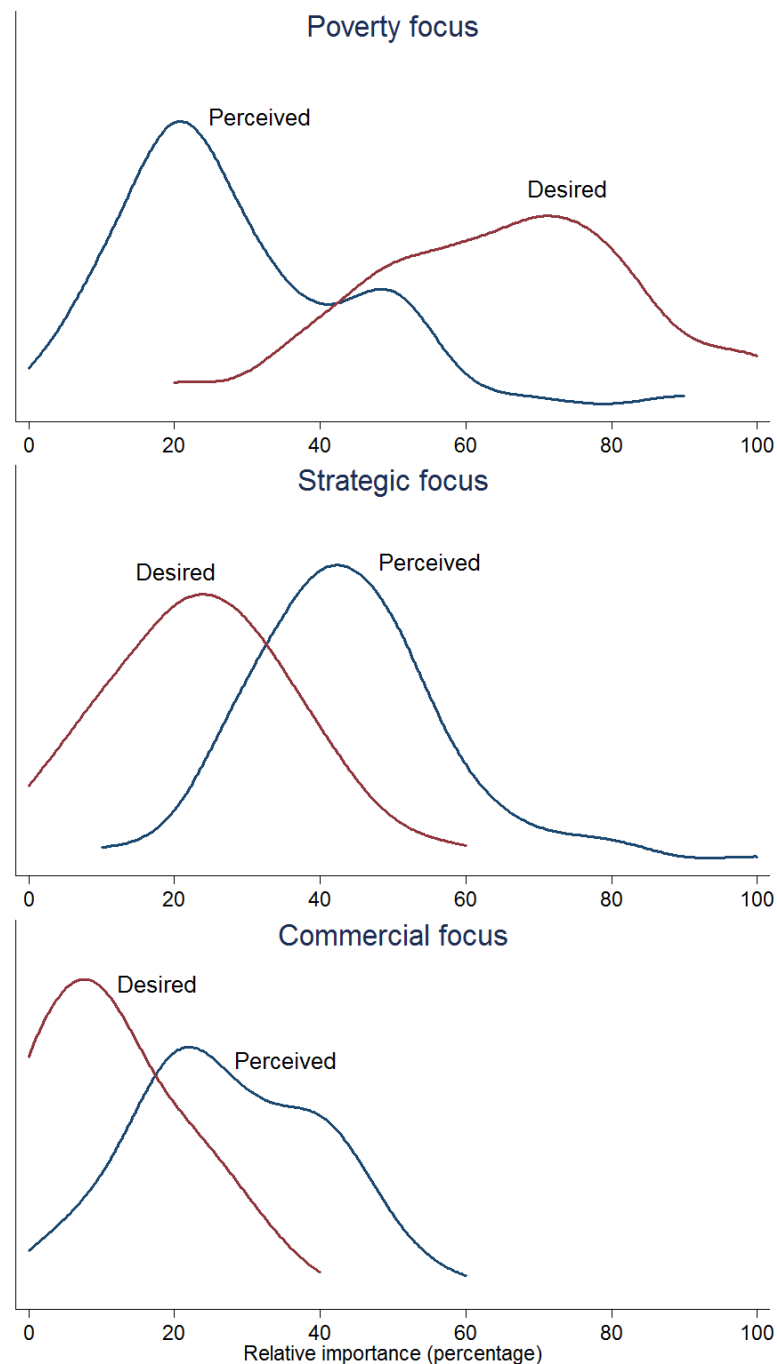 Poverty focus
Perceived
Desired
0 20 40 60 80 100
Strategic focus
Perceived
Desired
0 20 40 60 80 100
Commercial focus
Desired
Perceived
0 20 40 60 80 100
Relative importance (percentage)